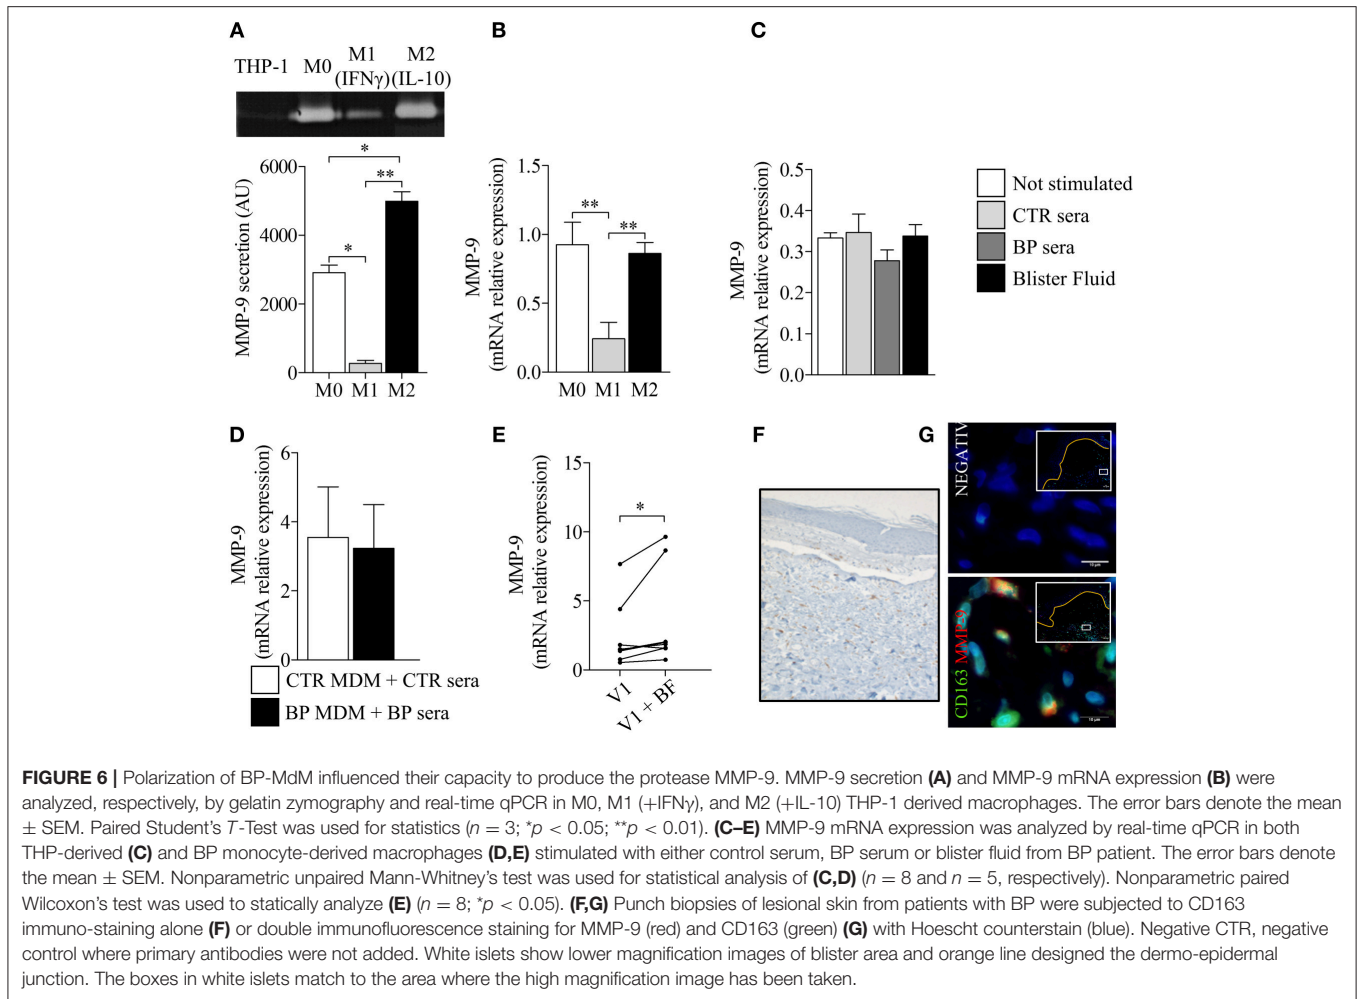 A
THP-1 M0 M1 (IFNγ) M2 (IL-10)
*
**
*
6000
4000
2000
0
MMP-9 secretion (AU)
M0 M1 M2
B
**
**
1.5
1.0
0.5
0.0
MMP-9
(mRNA relative expression)
M0 M1 M2
C
0.5
0.4
0.3
0.2
0.1
0.0
MMP-9
(mRNA relative expression)
Not stimulated
CTR sera
BP sera
Blister Fluid
D
6
4
2
0
MMP-9
(mRNA relative expression)
CTR MDM + CTR sera
BP MDM + BP sera
E
*
15
10
5
0
MMP-9
(mRNA relative expression)
V1
V1 + BF
F
G
NEGATIV
10 μm
CD163 MMP-9
10 μm
FIGURE 6 | Polarization of BP-MdM influenced their capacity to produce the protease MMP-9. MMP-9 secretion (A) and MMP-9 mRNA expression (B) were
analyzed, respectively, by gelatin zymography and real-time qPCR in M0, M1 (+IFNγ), and M2 (+IL-10) THP-1 derived macrophages. The error bars denote the mean
± SEM. Paired Student's T-Test was used for statistics (n = 3; *p < 0.05; **p < 0.01). (C–E) MMP-9 mRNA expression was analyzed by real-time qPCR in both
THP-derived (C) and BP monocyte-derived macrophages (D,E) stimulated with either control serum, BP serum or blister fluid from BP patient. The error bars denote
the mean ± SEM. Nonparametric unpaired Mann-Whitney's test was used for statistical analysis of (C,D) (n = 8 and n = 5, respectively). Nonparametric paired
Wilcoxon's test was used to statically analyze (E) (n = 8; *p < 0.05). (F,G) Punch biopsies of lesional skin from patients with BP were subjected to CD163
immuno-staining alone (F) or double immunofluorescence staining for MMP-9 (red) and CD163 (green) (G) with Hoescht counterstain (blue). Negative CTR, negative
control where primary antibodies were not added. White islets show lower magnification images of blister area and orange line designed the dermo-epidermal
junction. The boxes in white islets match to the area where the high magnification image has been taken.